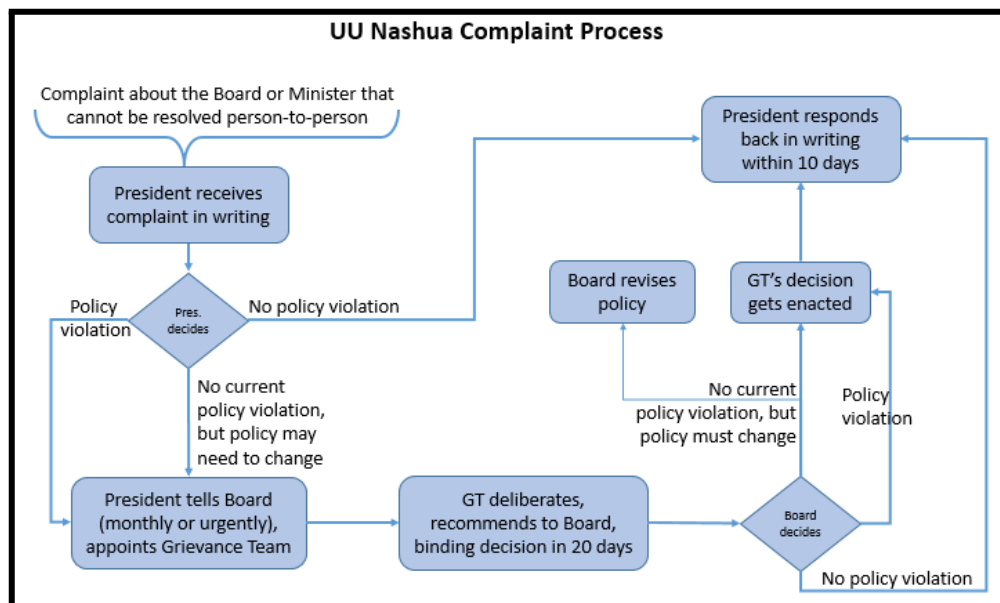 UU Nashua Complaint Process
Complaint about the Board or Minister that
cannot be resolved person-to-person
President receives
complaint in writing
Pres.
decides
Policy
violation
No policy violation
No current
policy violation,
but policy may
need to change
President tells Board
(monthly or urgently),
appoints Grievance Team
GT deliberates,
recommends to Board,
binding decision in 20 days
Board
decides
No current
policy violation, but
policy must change
Policy
violation
No policy violation
Board revises
policy
GT's decision
gets enacted
President responds
back in writing
within 10 days